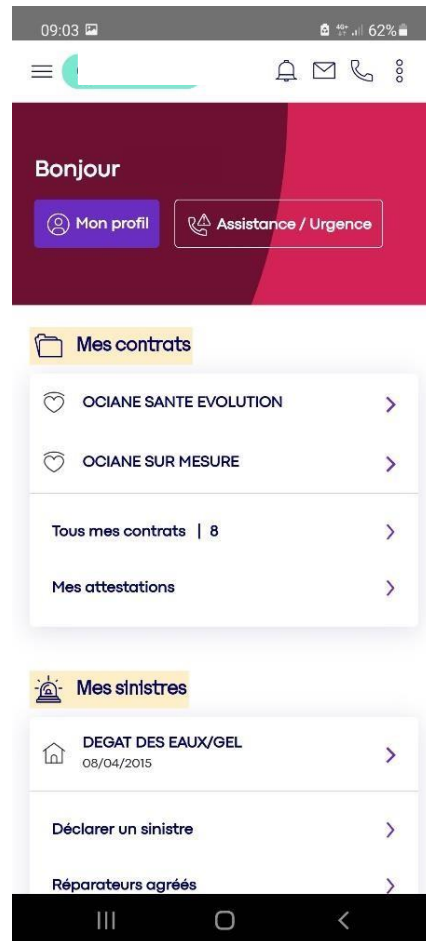 09:03
62%
Bonjour
Mon profil
Assistance / Urgence
Mes contrats
OCIANE SANTE EVOLUTION
OCIANE SUR MESURE
Tous mes contrats | 8
Mes attestations
Mes sinistres
DEGAT DES EAUX/GEL
08/04/2015
Déclarer un sinistre
Réparateurs agréés